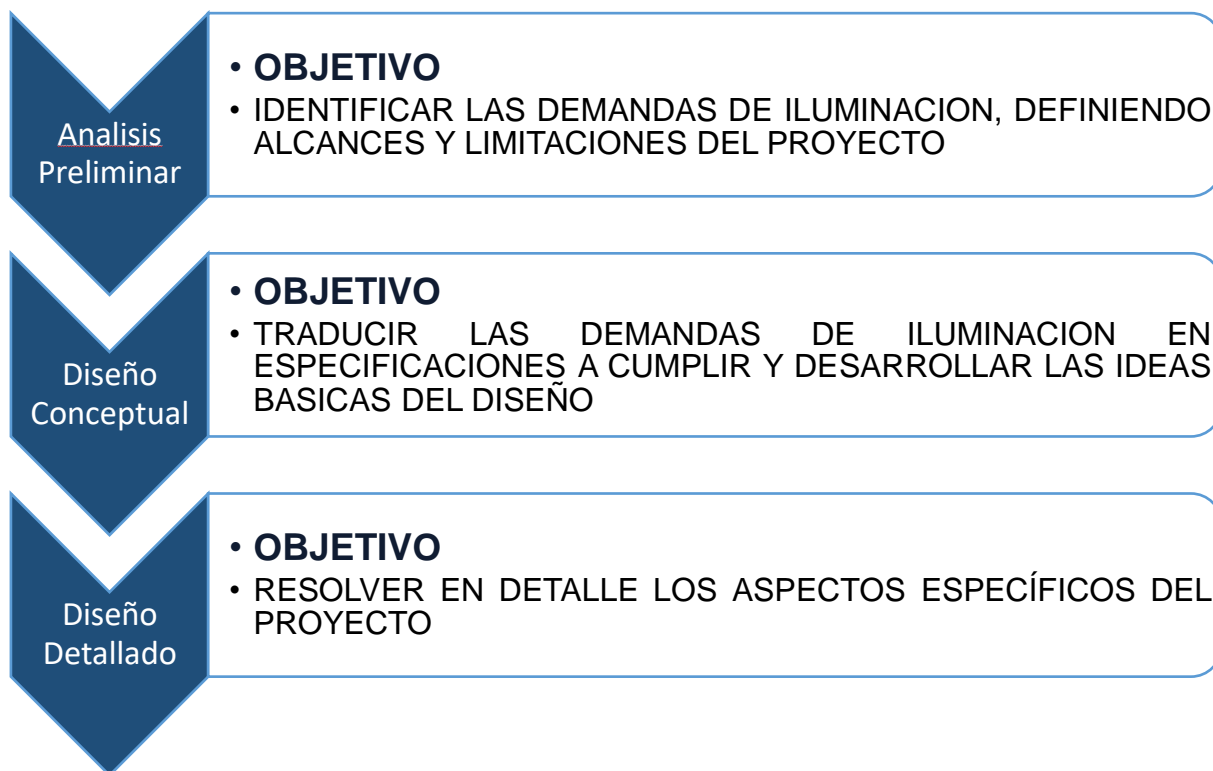 Analisis
Preliminar
• OBJETIVO
• IDENTIFICAR LAS DEMANDAS DE ILUMINACION, DEFINIENDO
ALCANCES Y LIMITACIONES DEL PROYECTO
Diseño
Conceptual
• OBJETIVO
• TRADUCIR LAS DEMANDAS DE ILUMINACION EN
ESPECIFICACIONES A CUMPLIR Y DESARROLLAR LAS IDEAS
BASICAS DEL DISEÑO
Diseño
Detallado
• OBJETIVO
• RESOLVER EN DETALLE LOS ASPECTOS ESPECÍFICOS DEL
PROYECTO